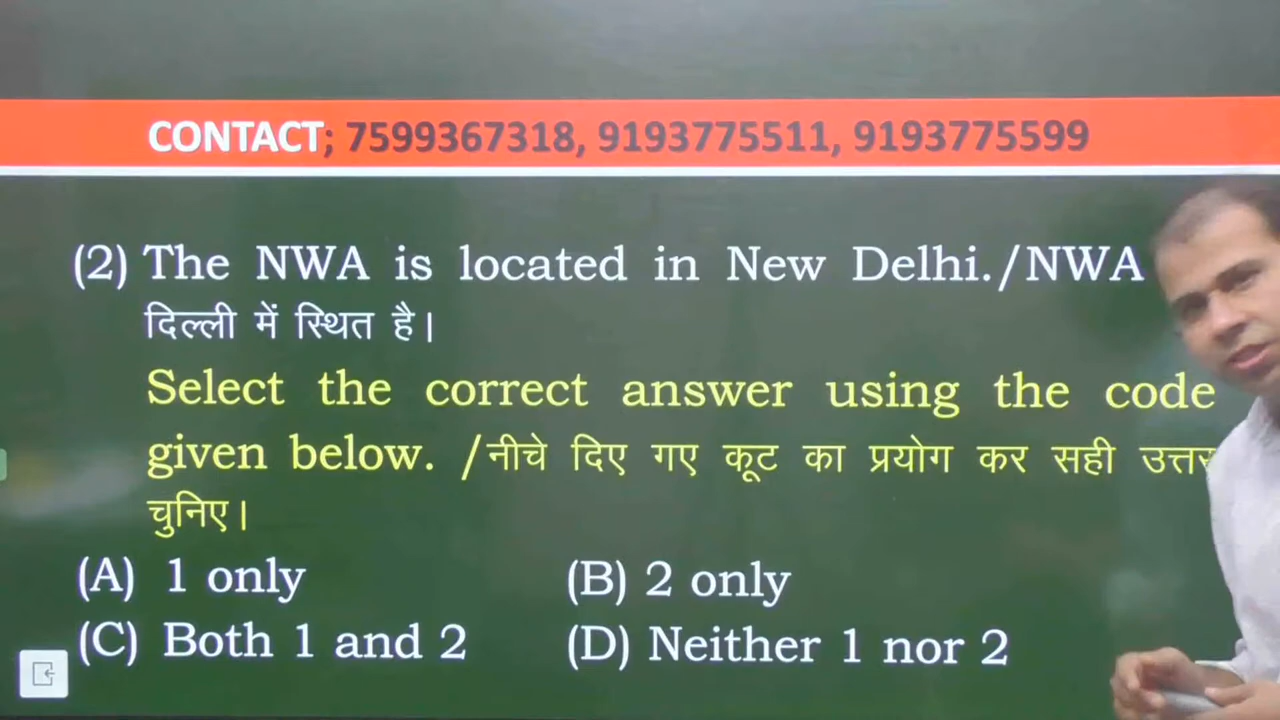 CONTACT; 7599367318, 9193775511, 9193775599
(2) The NWA is located in New Delhi./NWA
दिल्ली में स्थित है।
Select the correct answer using the code
given below. /नीचे दिए गए कूट का प्रयोग कर सही उत्तर
चुनिए।
(A) 1 only (B) 2 only
(C) Both 1 and 2 (D) Neither 1 nor 2